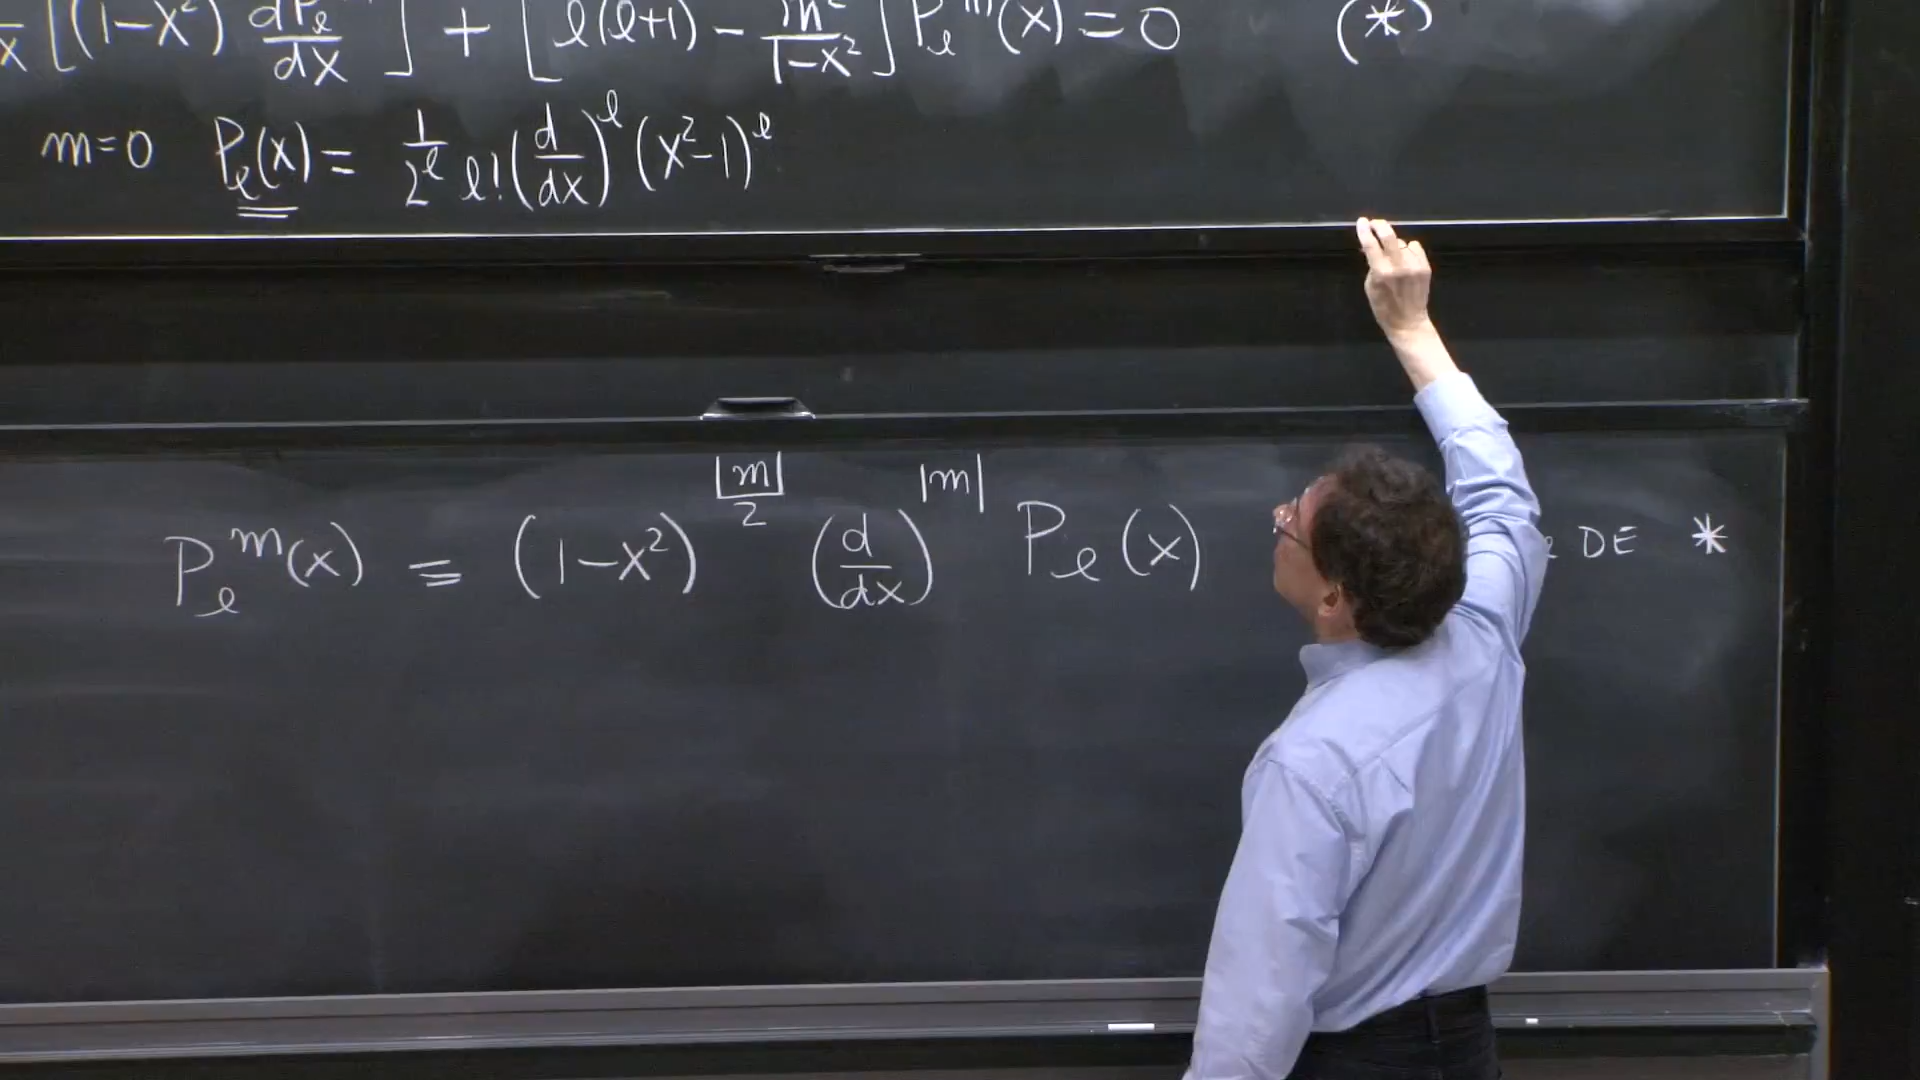 x [(1-x²) dPₗ/dx ] + [ℓ(ℓ+1) - m²/(1-x²)] Pₗᵐ(x) = 0 (*)
m=0 Pₗ(x) = 1/(2^ℓ ℓ!) (d/dx)^ℓ (x²-1)^ℓ
Pₗᵐ(x) ≡ (1-x²)^(|m|/2) (d/dx)^|m| Pₗ(x) DE *